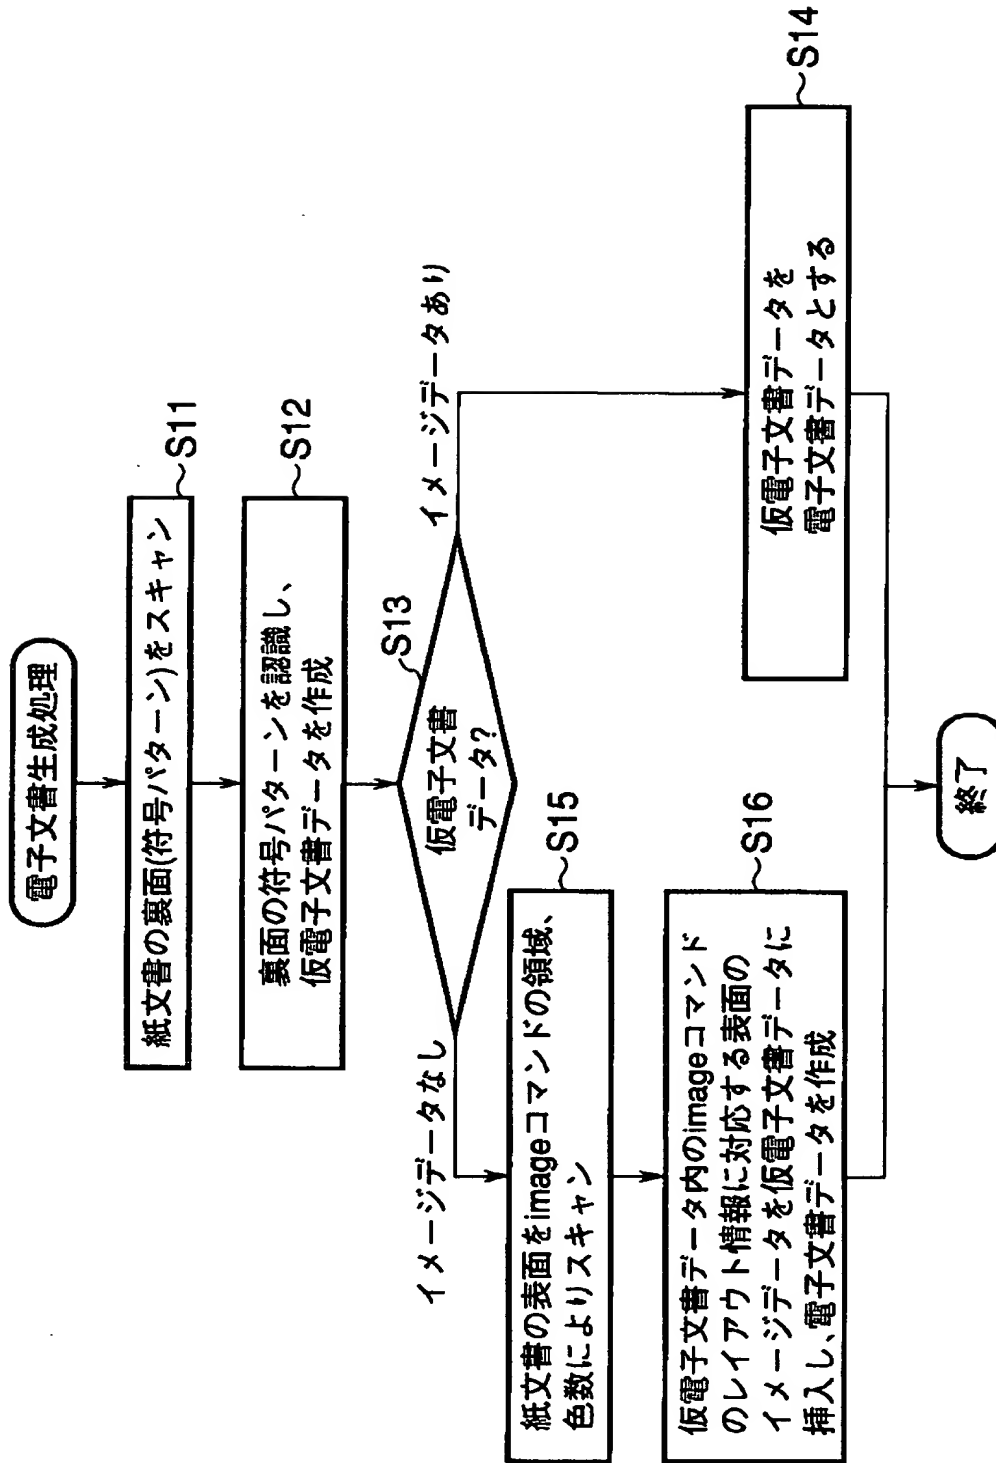 電子文書生成処理
紙文書の裏面(符号パターン)をスキャン
S11
裏面の符号パターンを認識し、
仮電子文書データを作成
S12
仮電子文書
データ?
S13
イメージデータなし
イメージデータあり
紙文書の表面をimageコマンドの領域、
色数によりスキャン
S15
仮電子文書データ内のimageコマンド
のレイアウト情報に対応する表面の
イメージデータを仮電子文書データに
挿入し、電子文書データを作成
S16
仮電子文書データを
電子文書データとする
S14
終了